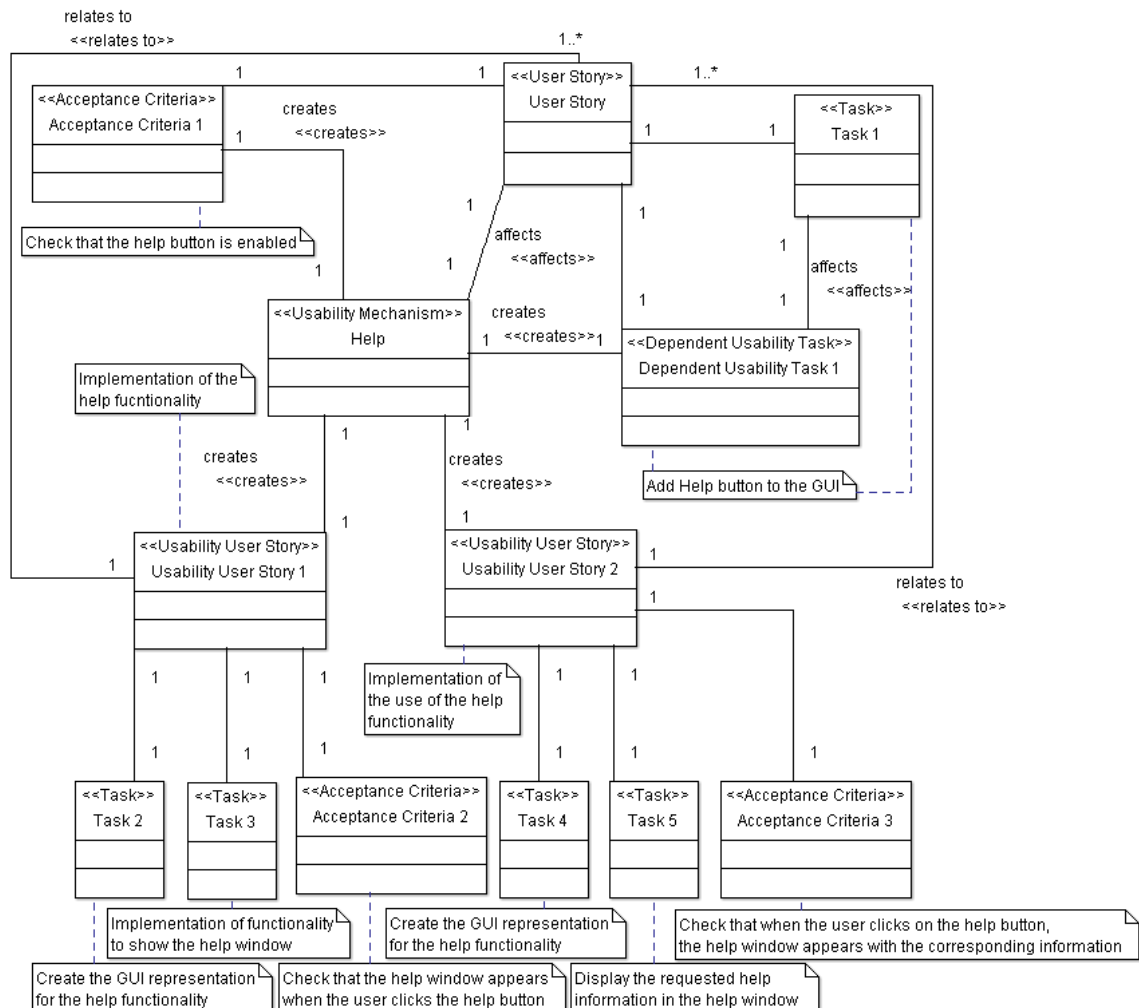 relates to
<<relates to>>
1..*
1
1
<<User Story>>
User Story
1..*
<<Acceptance Criteria>>
Acceptance Criteria 1
creates
<<creates>>
1
<<Task>>
Task 1
1
1
1
1
Check that the help button is enabled
affects
<<affects>>
1
1
1
affects
<<affects>>
1
<<Usability Mechanism>>
Help
creates
<<creates>>
1
1
1
1
<<Dependent Usability Task>>
Dependent Usability Task 1
Implementation of the
help fucntionality
1
1
creates
<<creates>>
creates
<<creates>>
Add Help button to the GUI
1
1
<<Usability User Story>>
Usability User Story 1
<<Usability User Story>>
Usability User Story 2
1
1
relates to
<<relates to>>
1
Implementation of
the use of the help
functionality
1
1
1
1
1
1
1
1
1
1
1
<<Task>>
Task 2
<<Task>>
Task 3
<<Acceptance Criteria>>
Acceptance Criteria 2
<<Task>>
Task 4
<<Task>>
Task 5
<<Acceptance Criteria>>
Acceptance Criteria 3
Implementation of functionality
to show the help window
Create the GUI representation
for the help functionality
Check that when the user clicks on the help button,
the help window appears with the corresponding information
Create the GUI representation
for the help functionality
Check that the help window appears
when the user clicks the help button
Display the requested help
information in the help window